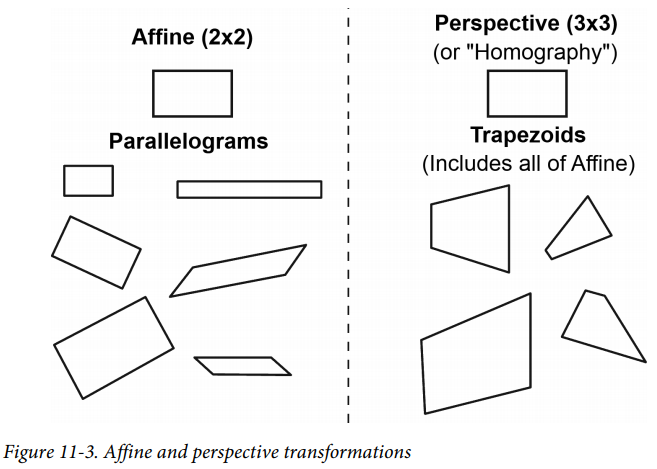 Affine (2x2)
Parallelograms
Perspective (3x3)
(or "Homography")
Trapezoids
(Includes all of Affine)
Figure 11-3. Affine and perspective transformations